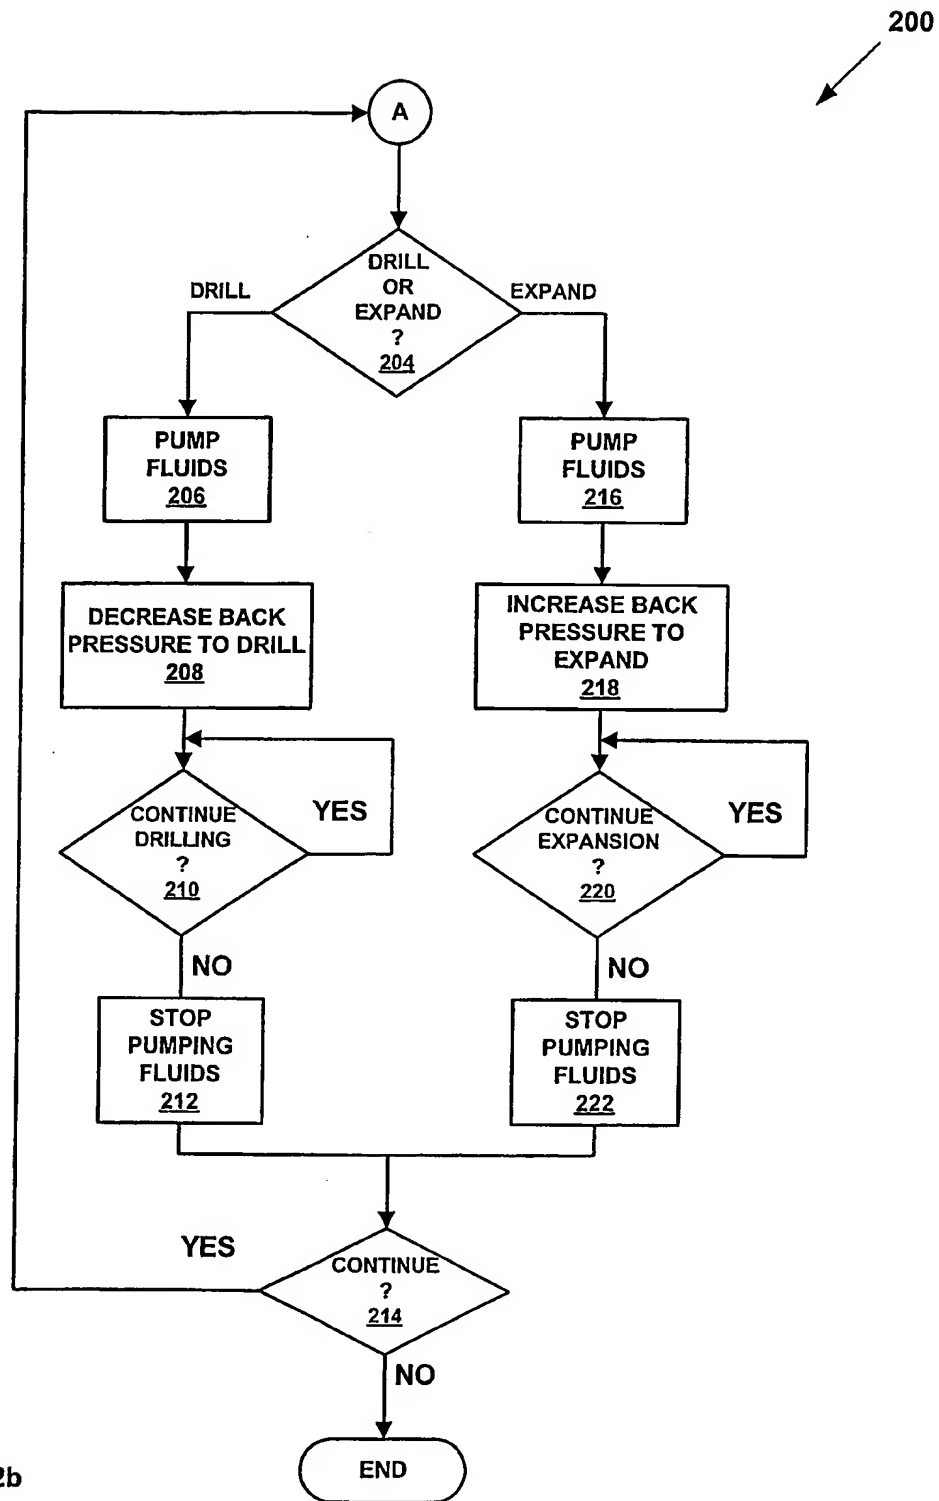 200
A
DRILL
OR
EXPAND
?
204
DRILL
EXPAND
PUMP
FLUIDS
206
PUMP
FLUIDS
216
DECREASE BACK
PRESSURE TO DRILL
208
INCREASE BACK
PRESSURE TO
EXPAND
218
CONTINUE
DRILLING
?
210
YES
CONTINUE
EXPANSION
?
220
YES
NO
NO
STOP
PUMPING
FLUIDS
212
STOP
PUMPING
FLUIDS
222
YES
CONTINUE
?
214
NO
END
2b